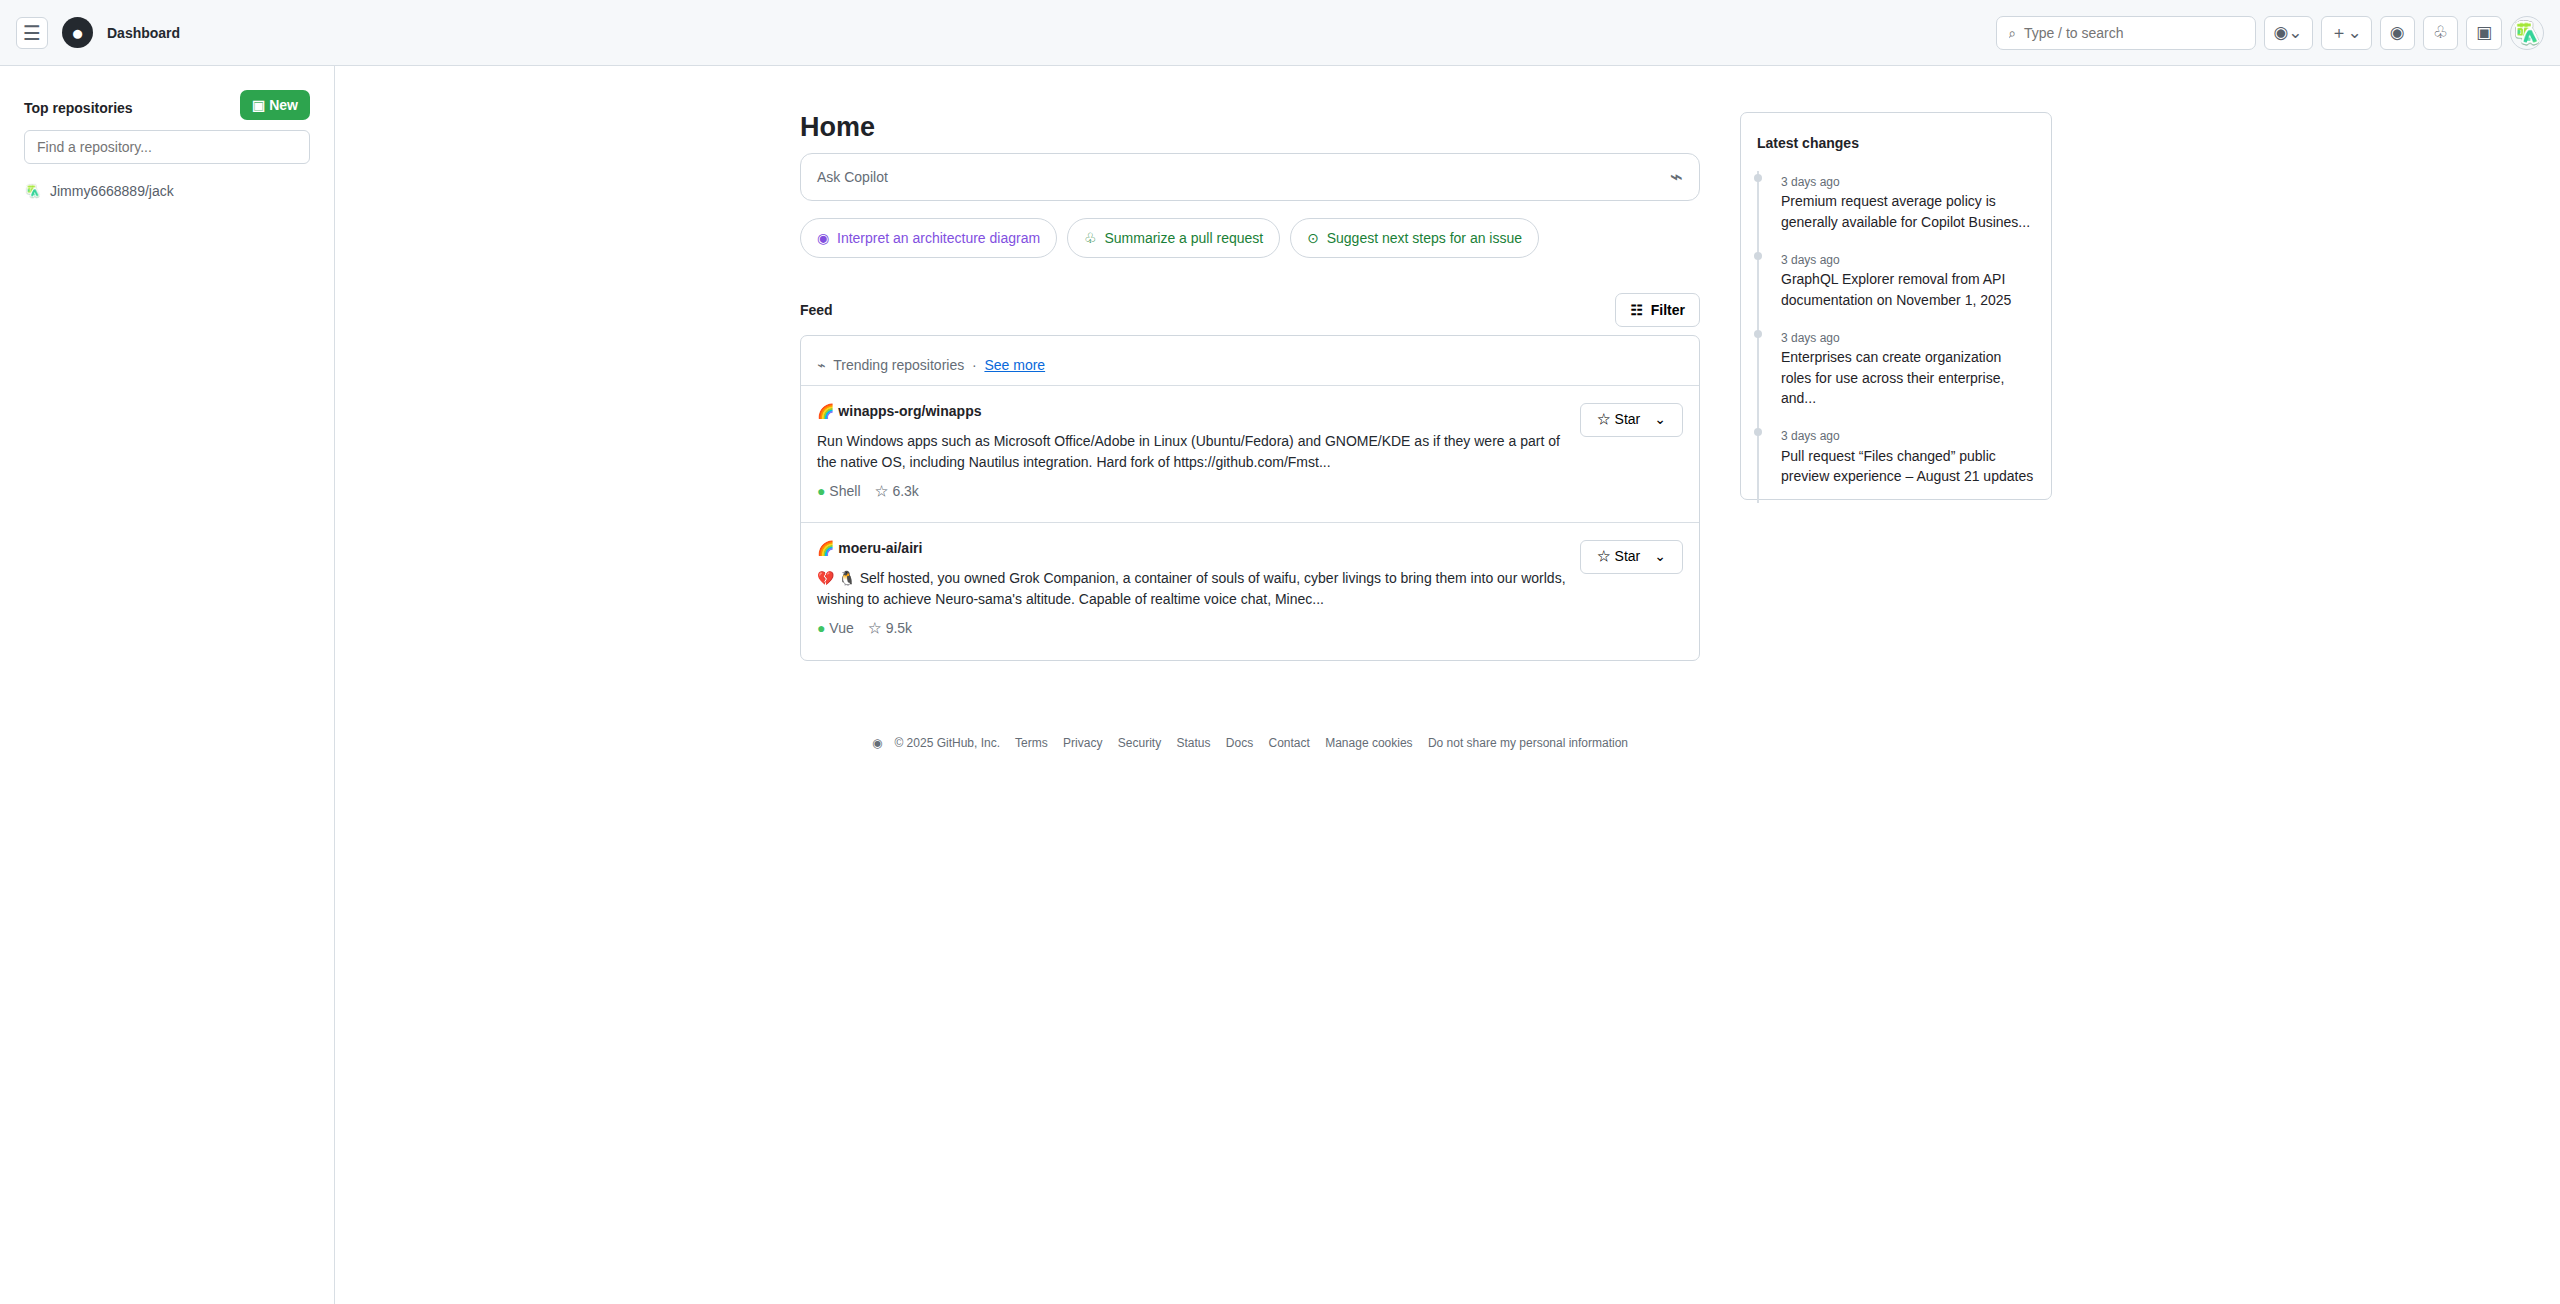 Dashboard
Type / to search
Top repositories
New
Find a repository...
Jimmy6668889/jack
Home
Ask Copilot
Interpret an architecture diagram
Summarize a pull request
Suggest next steps for an issue
Feed
Filter
Trending repositories · See more
winapps-org/winapps
Star
Run Windows apps such as Microsoft Office/Adobe in Linux (Ubuntu/Fedora) and GNOME/KDE as if they were a part of
the native OS, including Nautilus integration. Hard fork of https://github.com/Fmst...
Shell 6.3k
moeru-ai/airi
Star
Self hosted, you owned Grok Companion, a container of souls of waifu, cyber livings to bring them into our worlds,
wishing to achieve Neuro-sama's altitude. Capable of realtime voice chat, Minec...
Vue 9.5k
Latest changes
3 days ago
Premium request average policy is
generally available for Copilot Busines...
3 days ago
GraphQL Explorer removal from API
documentation on November 1, 2025
3 days ago
Enterprises can create organization
roles for use across their enterprise,
and...
3 days ago
Pull request “Files changed” public
preview experience – August 21 updates
© 2025 GitHub, Inc. Terms Privacy Security Status Docs Contact Manage cookies Do not share my personal information